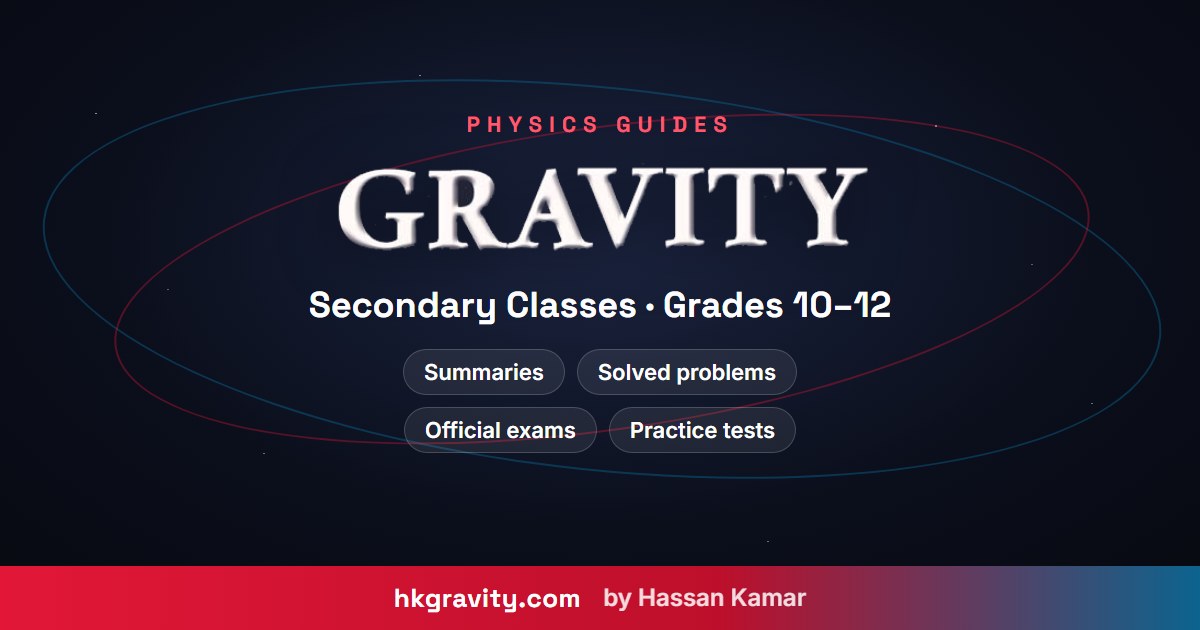 PHYSICS GUIDES
GRAVITY
Secondary Classes · Grades 10–12
Summaries
Solved problems
Official exams
Practice tests
hkgravity.com by Hassan Kamar